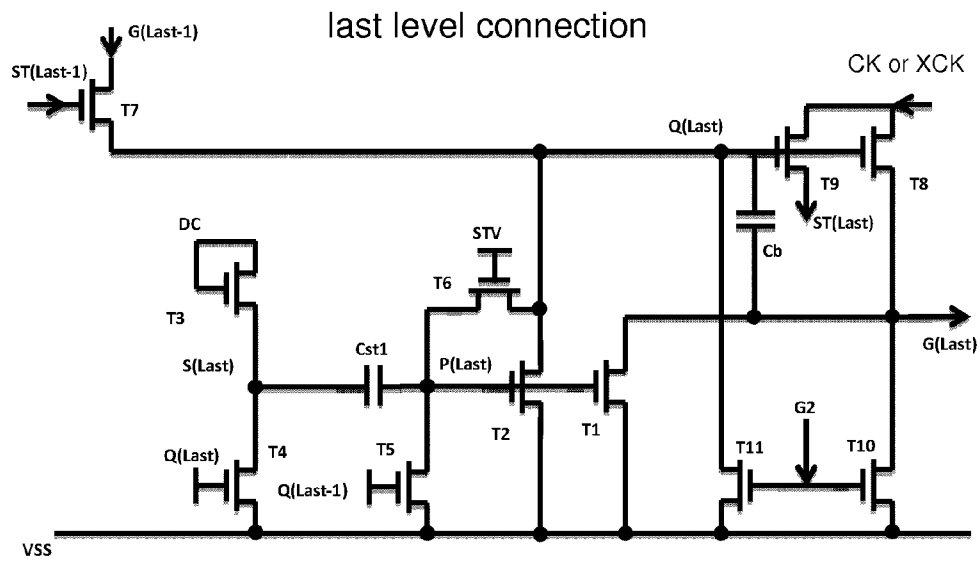 last level connection
G(Last-1)
ST(Last-1)
CK or XCK
T7
Q(Last)
T9
T8
DC
STV
ST(Last)
Cb
T6
T3
Cst1
P(Last)
G(Last)
S(Last)
G2
T2
T1
T4
T5
T11
T10
Q(Last)
Q(Last-1)
VSS